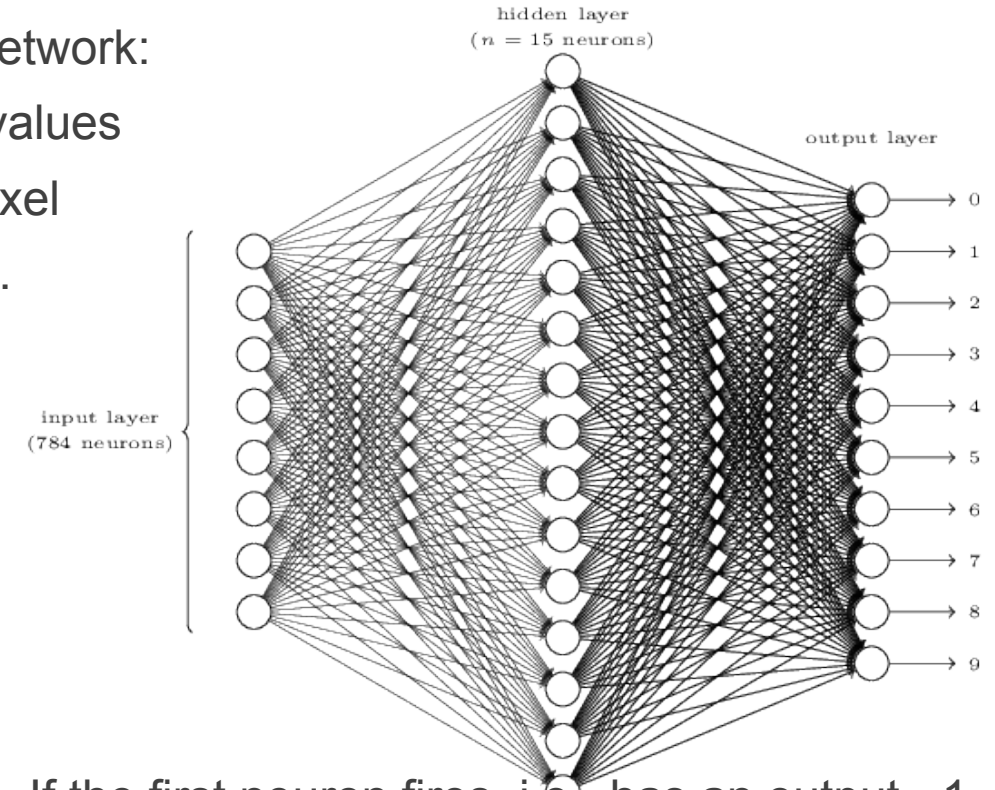 etwork:
values
xel
.
hidden layer
(n = 15 neurons)
output layer
input layer
(784 neurons)
0
1
2
3
4
5
6
7
8
9
If the first neuron fires, i.e., has an output 1